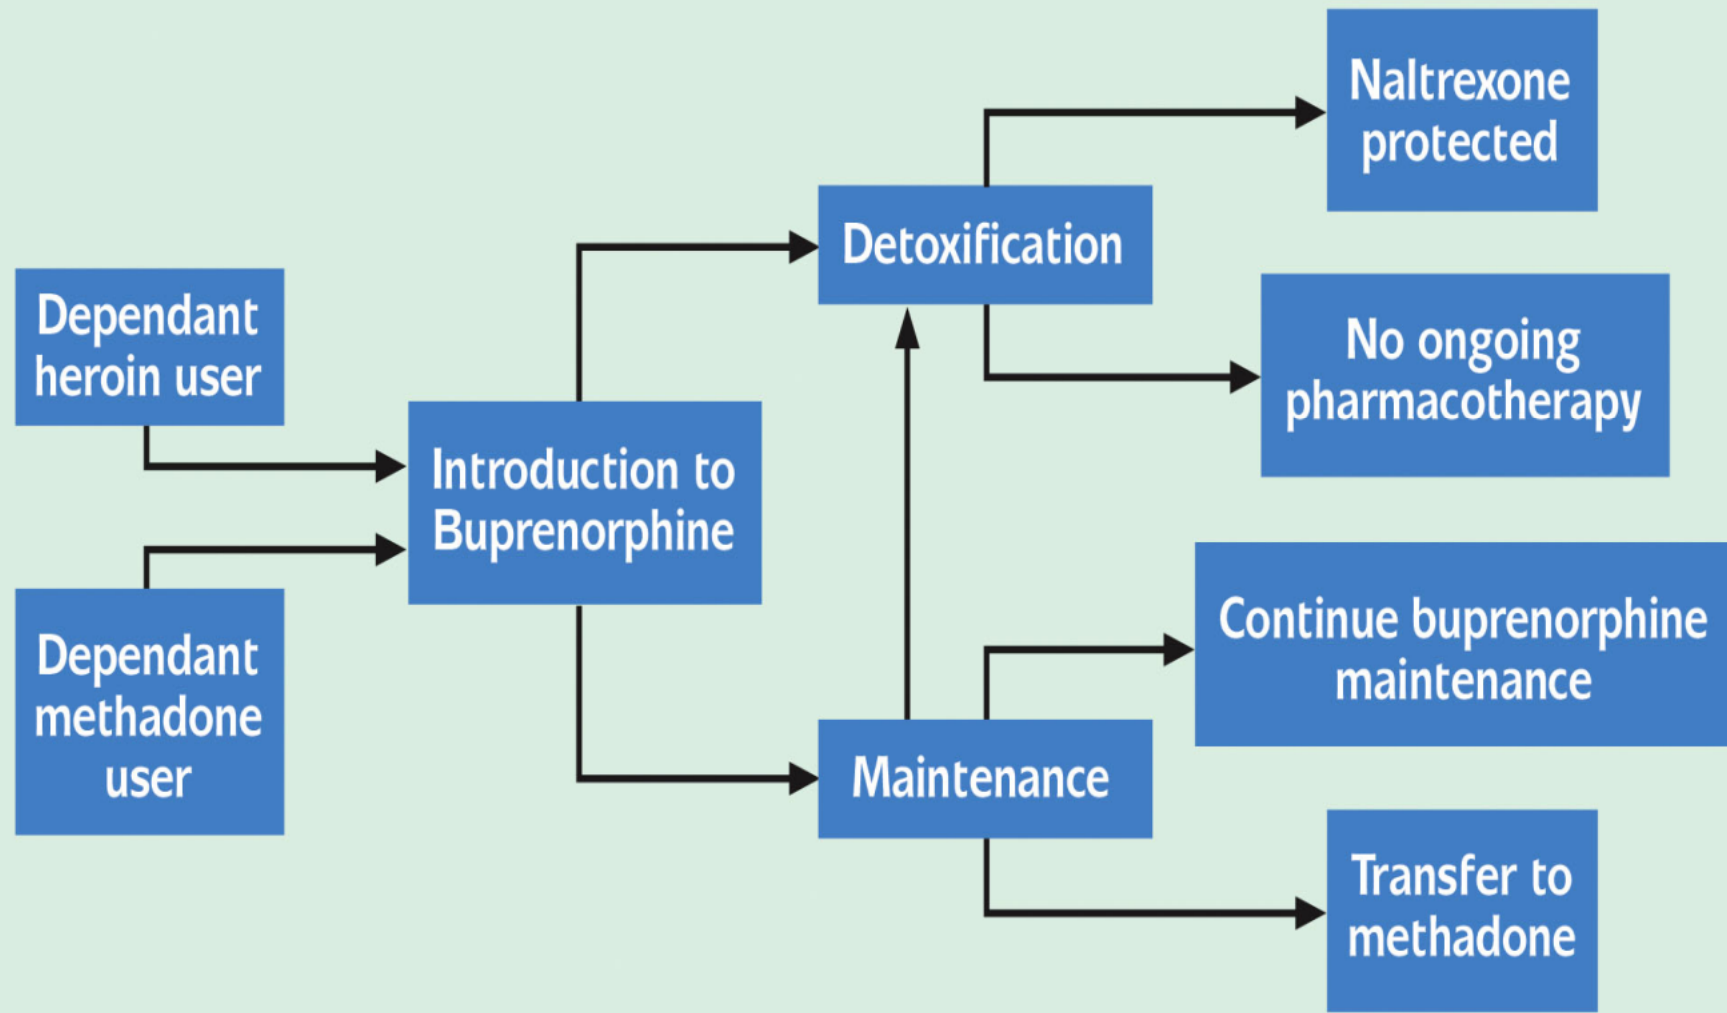 Dependant
heroin user
Dependant
methadone
user
Introduction to
Buprenorphine
Detoxification
Maintenance
Naltrexone
protected
No ongoing
pharmacotherapy
Continue buprenorphine
maintenance
Transfer to
methadone